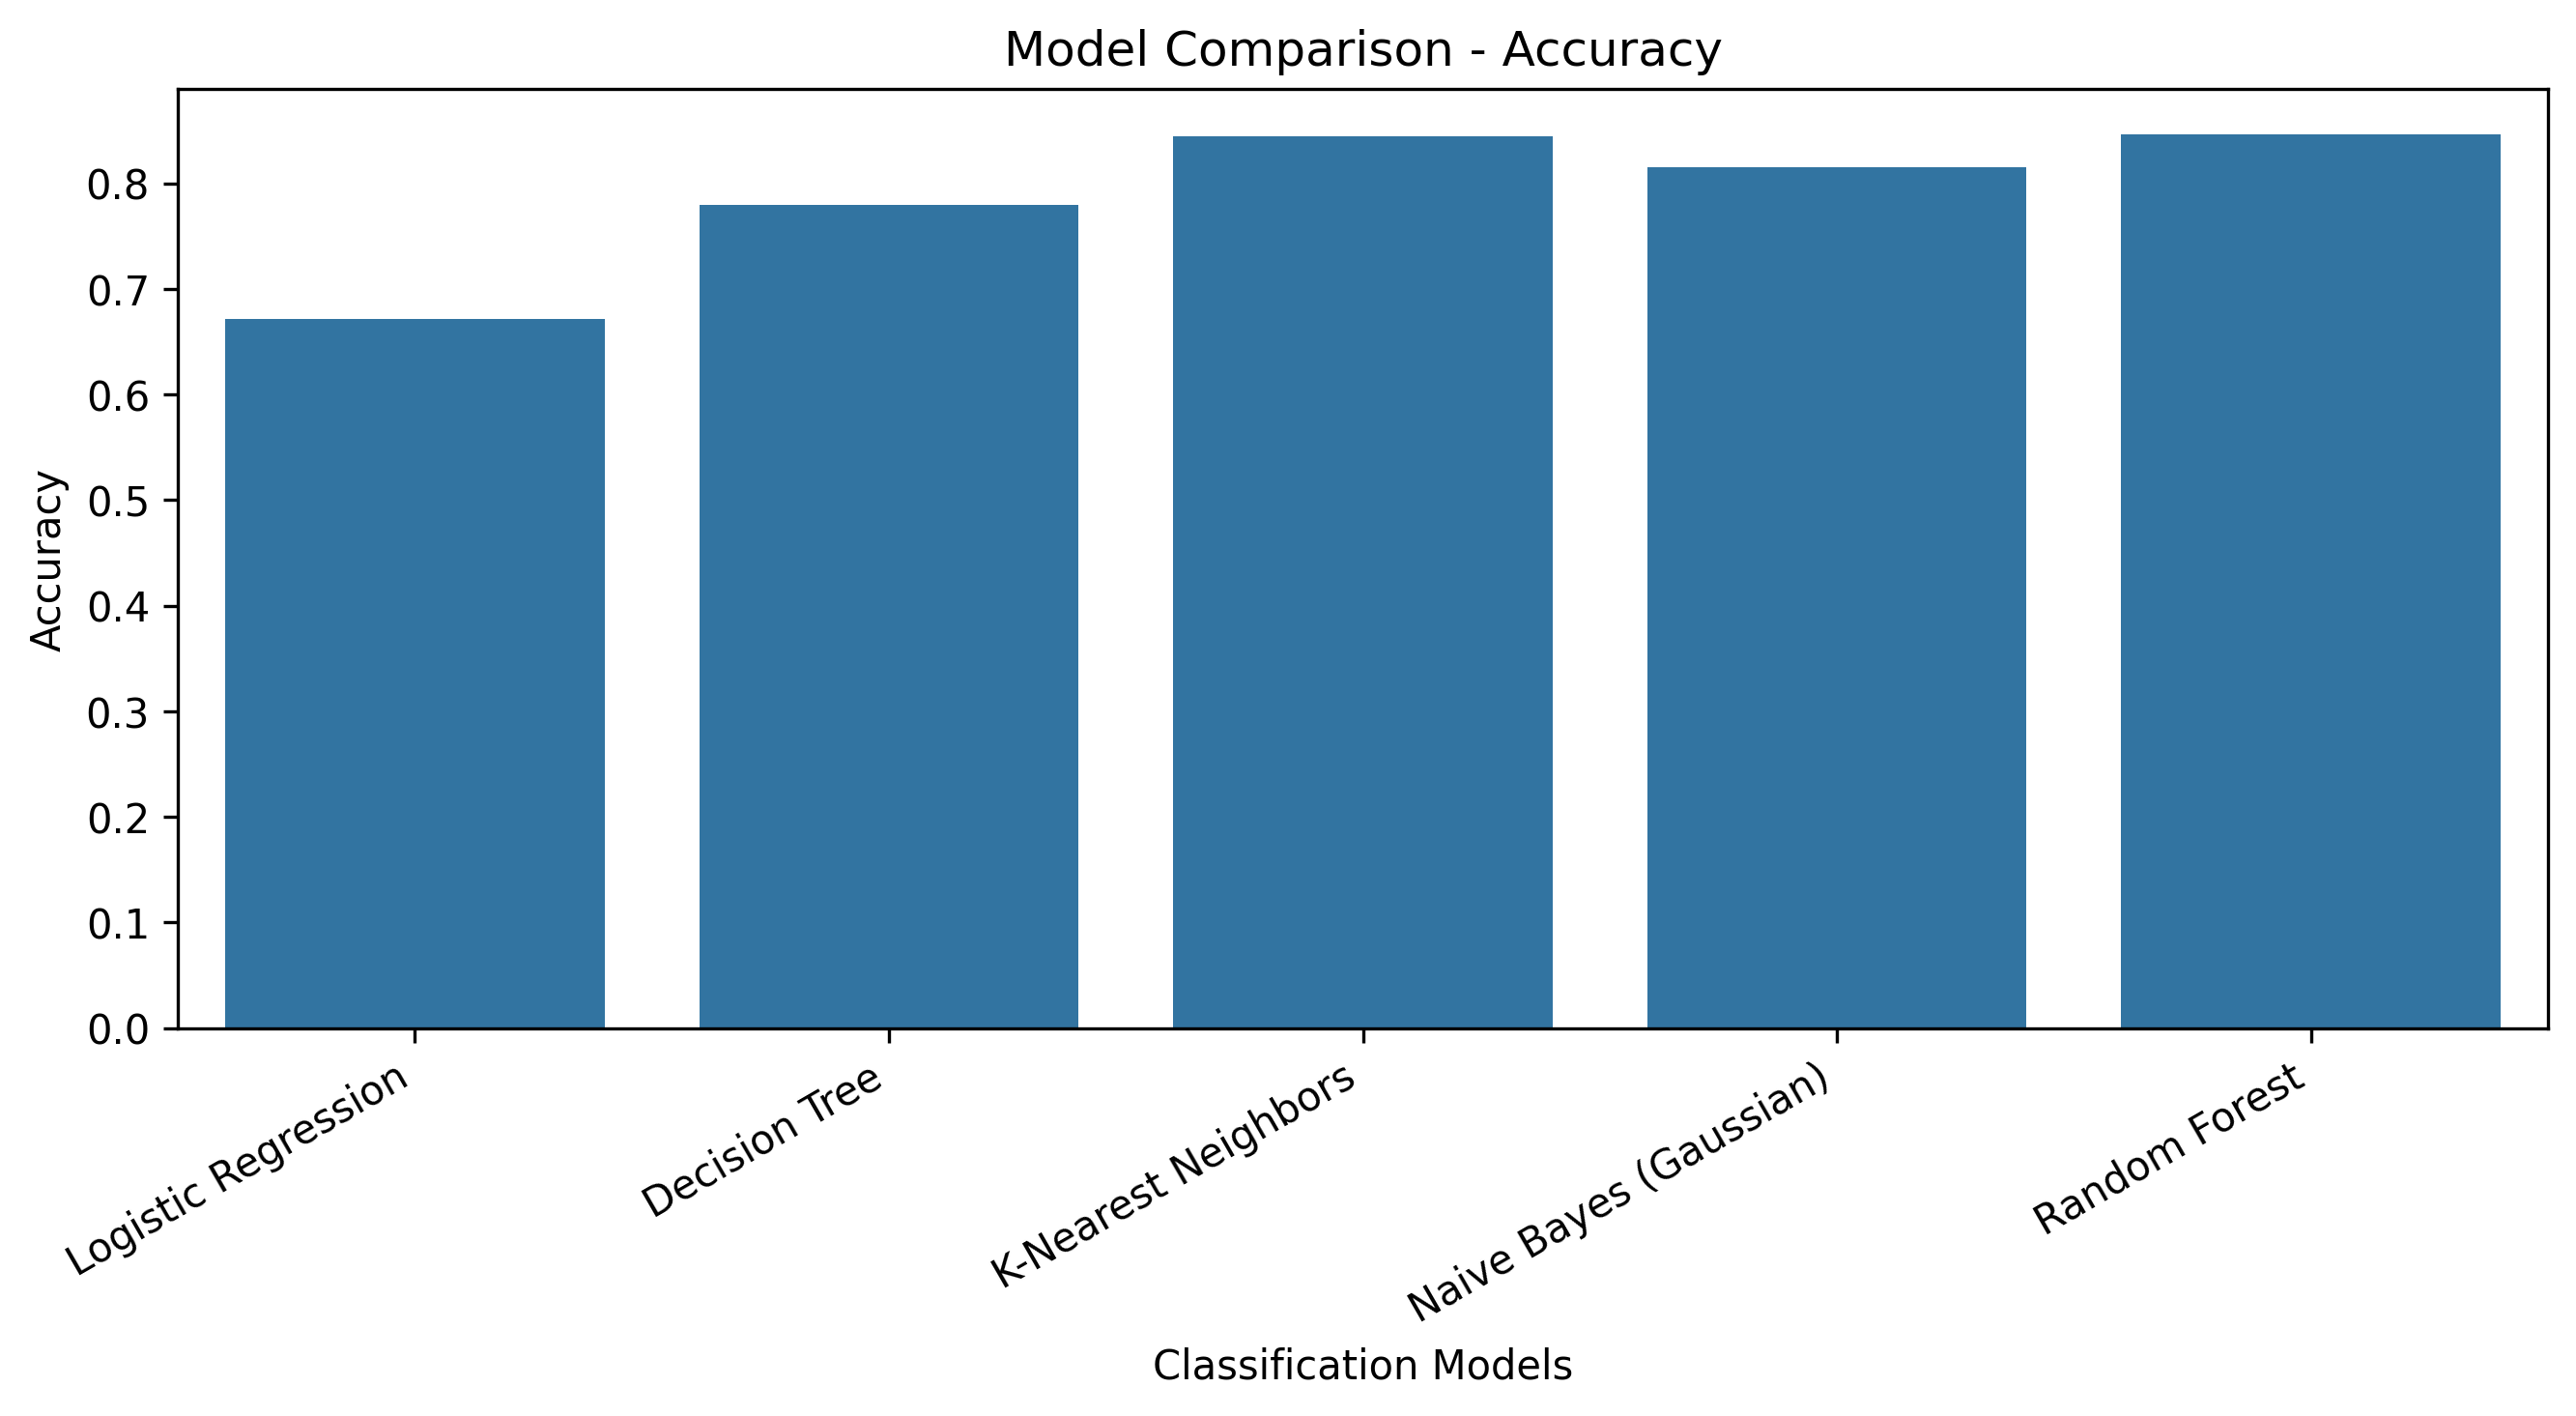 Model Comparison - Accuracy
Accuracy
0.8
0.7
0.6
0.5
0.4
0.3
0.2
0.1
0.0
Logistic Regression
Decision Tree
K-Nearest Neighbors
Naive Bayes (Gaussian)
Random Forest
Classification Models